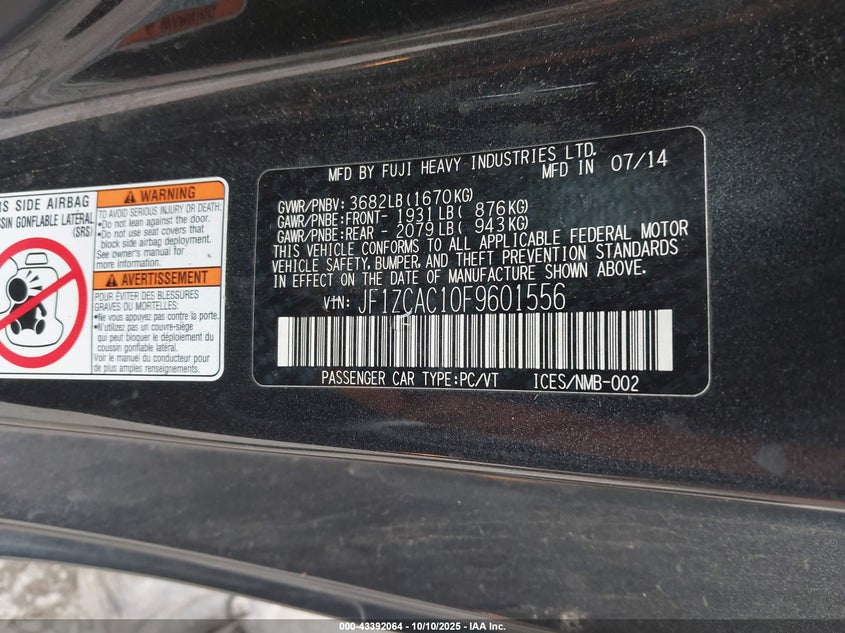 RS SIDE AIRBAG
USSIN GONFLABLE LATÉRAL
(SRS)
WARNING
TO AVOID SERIOUS INJURY OR DEATH:
•Do not lean against the door.
•Do not use seat covers that
block side airbag deployment.
See owner's manual for
more information.
AVERTISSEMENT
POUR ÉVITER DES BLESSURES
GRAVES OU MORTELLES:
•Ne vous appuyez pas contre la porte.
•N'utilisez pas un couvre-siège
qui peut bloquer le déploiement du
coussin gonflable latéral.
Voir le manuel du conducteur pour
de plus amples renseignements.
MFD BY FUJI HEAVY INDUSTRIES LTD.
MFD IN 07/14
GVWR/PNBV: 3682LB(1670KG)
GAWR/PNBE:FRONT- 1931LB( 876KG)
GAWR/PNBE:REAR - 2079LB( 943KG)
THIS VEHICLE CONFORMS TO ALL APPLICABLE FEDERAL MOTOR
VEHICLE SAFETY, BUMPER, AND THEFT PREVENTION STANDARDS
IN EFFECT ON THE DATE OF MANUFACTURE SHOWN ABOVE.
VIN: JF1ZCAC10F9601556
PASSENGER CAR TYPE:PC/VT ICES/NMB-002
000-43392064 - 10/10/2025 - IAA Inc.